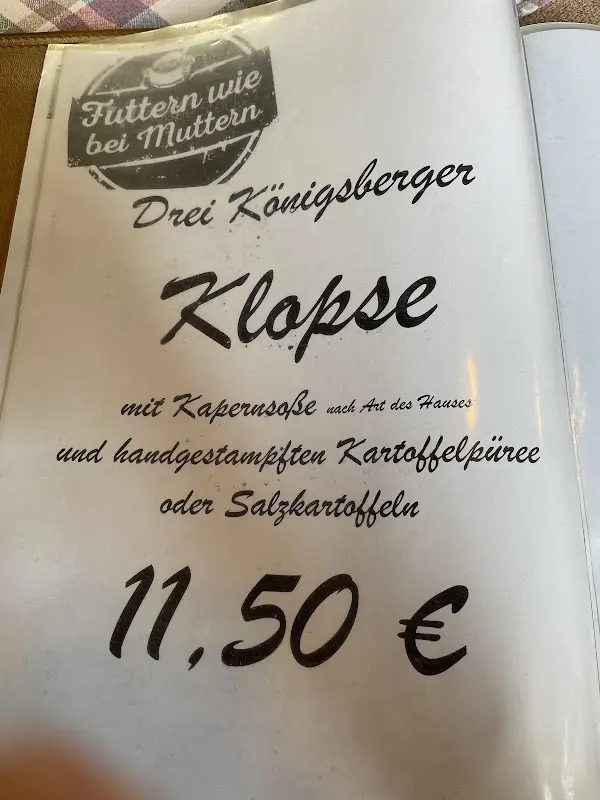 Futtern wie
bei Muttern
Drei Königsberger
Klopse
mit Kapernsoße nach Art des Hauses
und handgestampften Kartoffelpüree
oder Salzkartoffeln
11,50 €